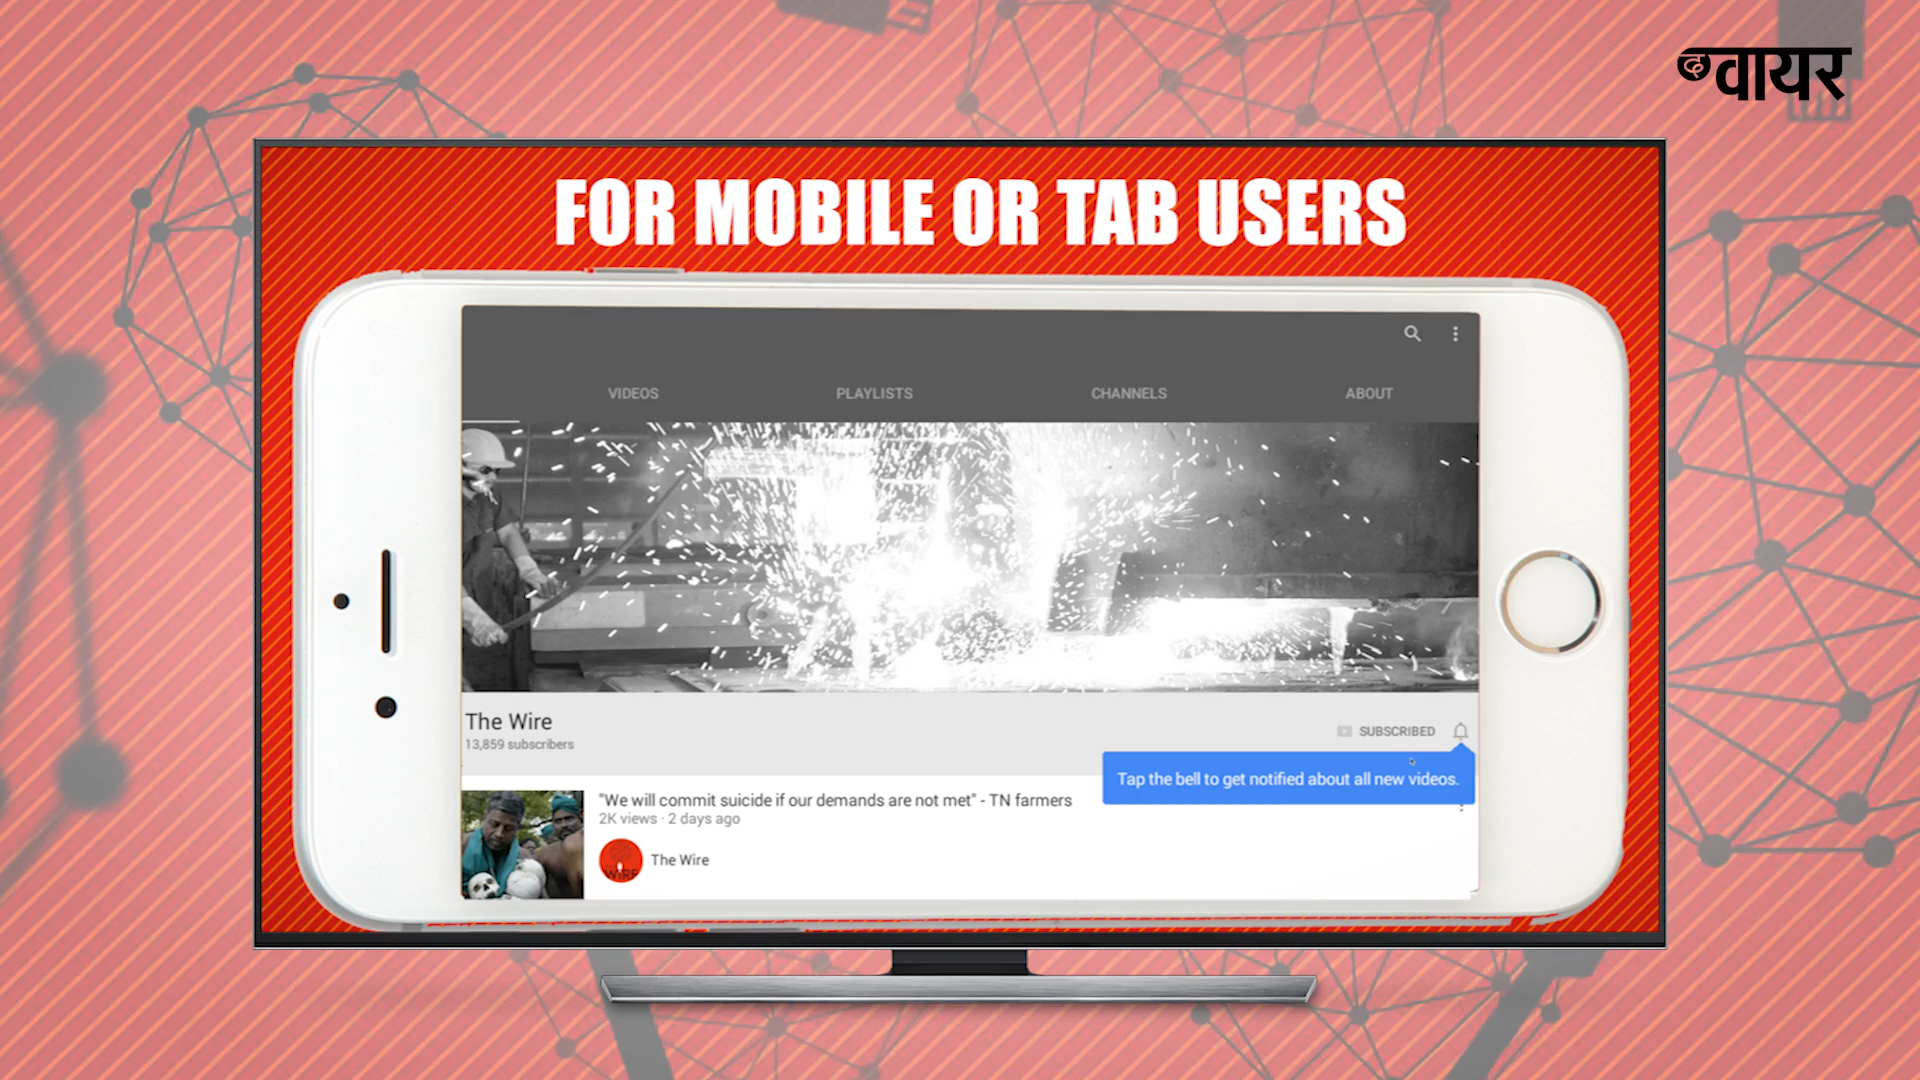 द वायर
FOR MOBILE OR TAB USERS
VIDEOS PLAYLISTS CHANNELS ABOUT
The Wire
13,859 subscribers
SUBSCRIBED
Tap the bell to get notified about all new videos.
"We will commit suicide if our demands are not met" - TN farmers
2K views · 2 days ago
WIRE
The Wire